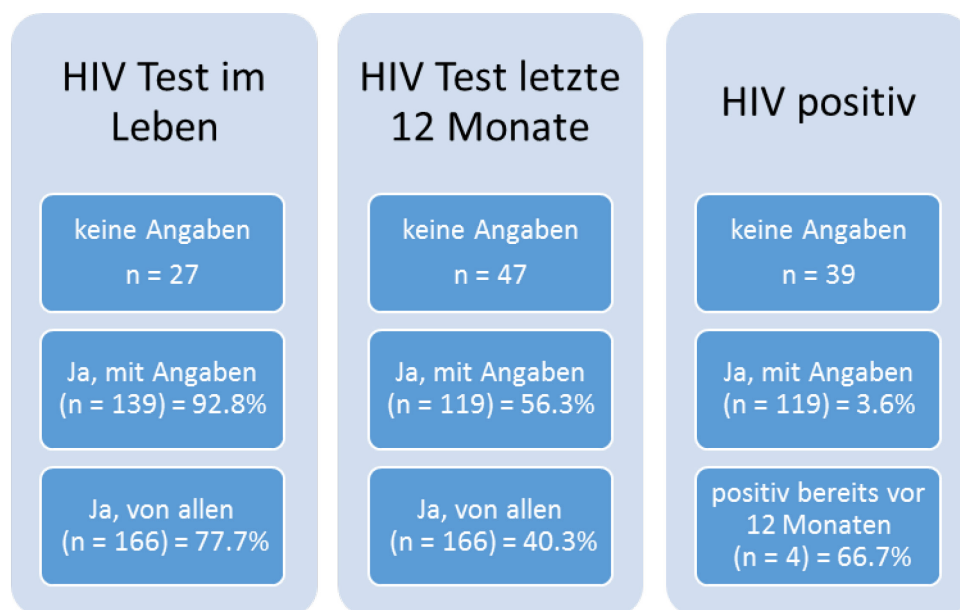 HIV Test im
Leben
keine Angaben
n = 27
Ja, mit Angaben
(n = 139) = 92.8%
Ja, von allen
(n = 166) = 77.7%
HIV Test letzte
12 Monate
keine Angaben
n = 47
Ja, mit Angaben
(n = 119) = 56.3%
Ja, von allen
(n = 166) = 40.3%
HIV positiv
keine Angaben
n = 39
Ja, mit Angaben
(n = 119) = 3.6%
positiv bereits vor
12 Monaten
(n = 4) = 66.7%